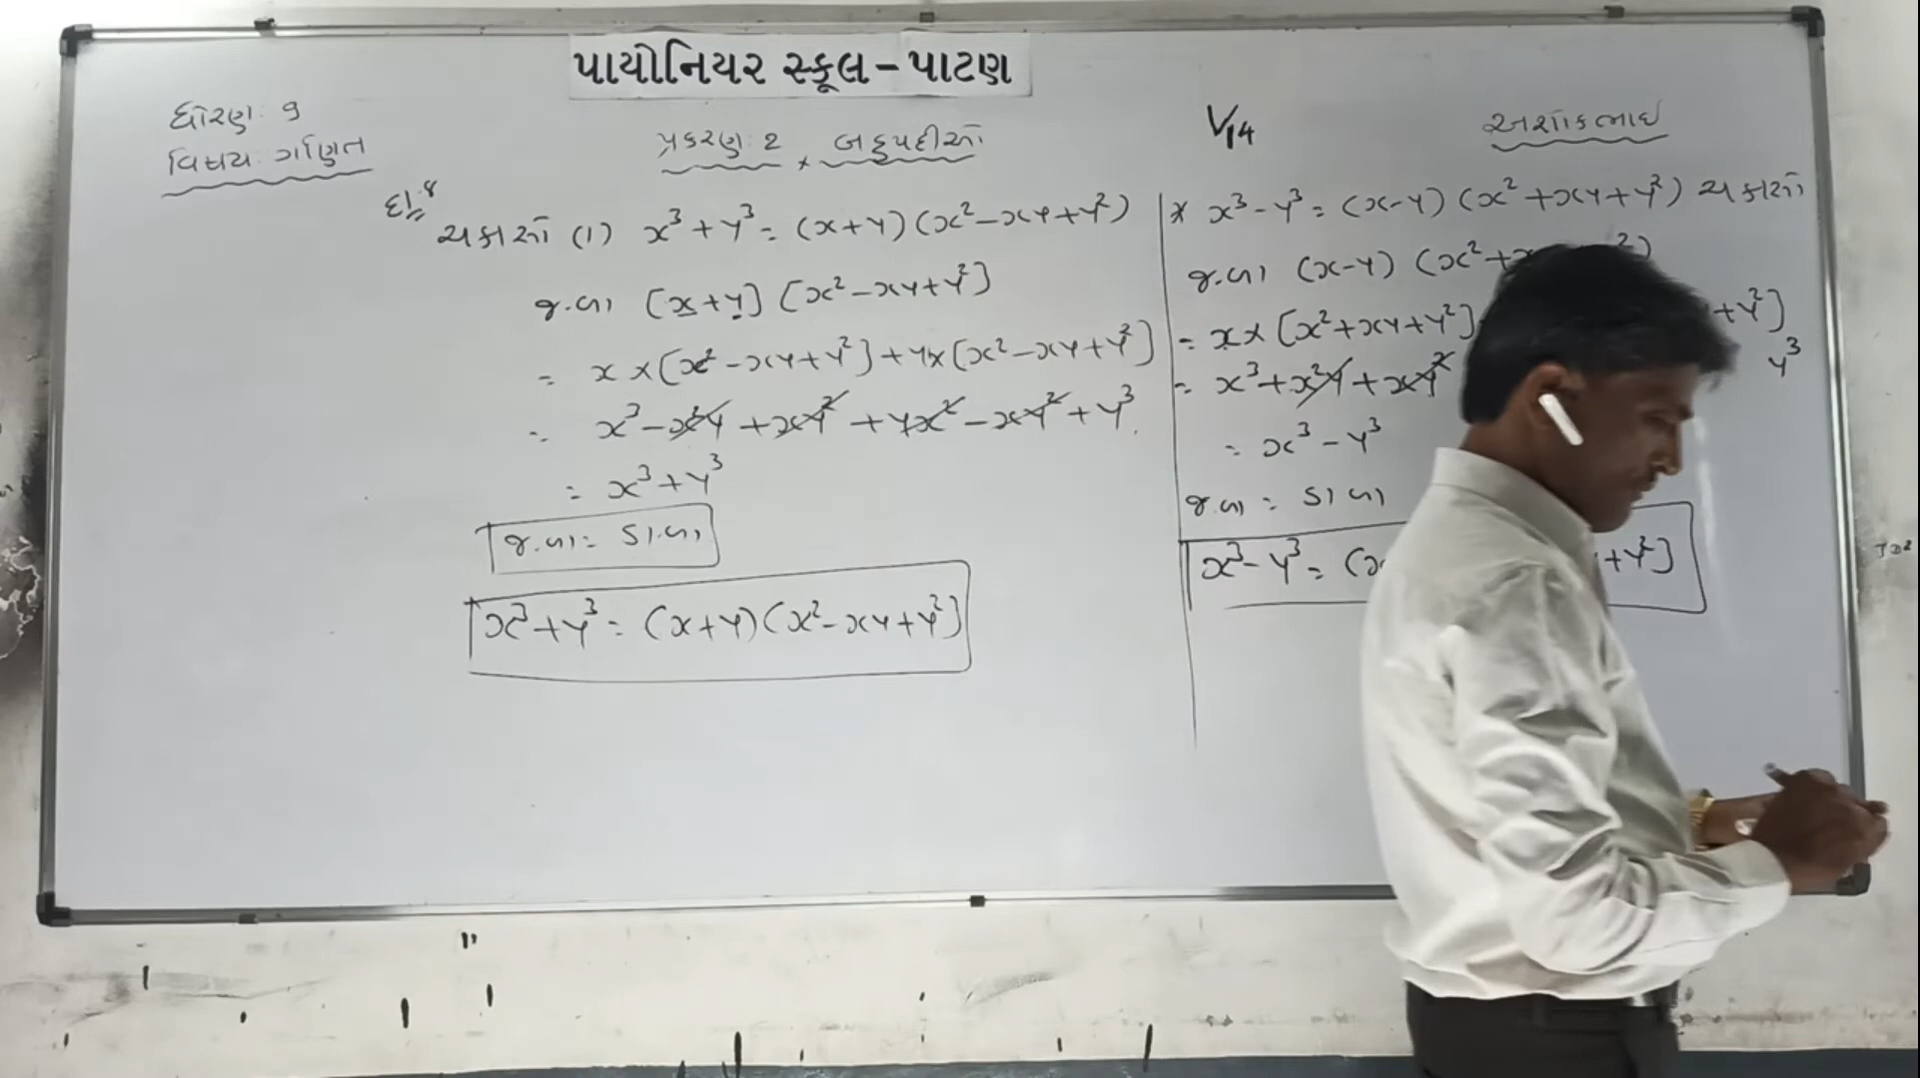 પાયોનિયર સ્કૂલ - પાટણ
ધોરણ: 9
વિષય: ગણિત
પ્રકરણ: 2 × બહુપદીઓ
V14
અશોકભાઇ
દા.8
ચકાસો (1) x³ + y³ = (x+y) (x² - xy + y²)
જ.બા (x+y) (x² - xy + y²)
= x × (x² - xy + y²) + y × (x² - xy + y²)
= x³ - x²y + xy² + yx² - xy² + y³
= x³ + y³
જ.બા = ડા.બા
x³ + y³ = (x+y) (x² - xy + y²)
* x³ - y³ = (x-y) (x² + xy + y²) ચકાસો
જ.બા (x-y) (x² +
= x × (x² + xy + y²) + y²)
= x³ + x²y + xy² y³
= x³ - y³
જ.બા = ડા બા
x³ - y³ = (x + y²)